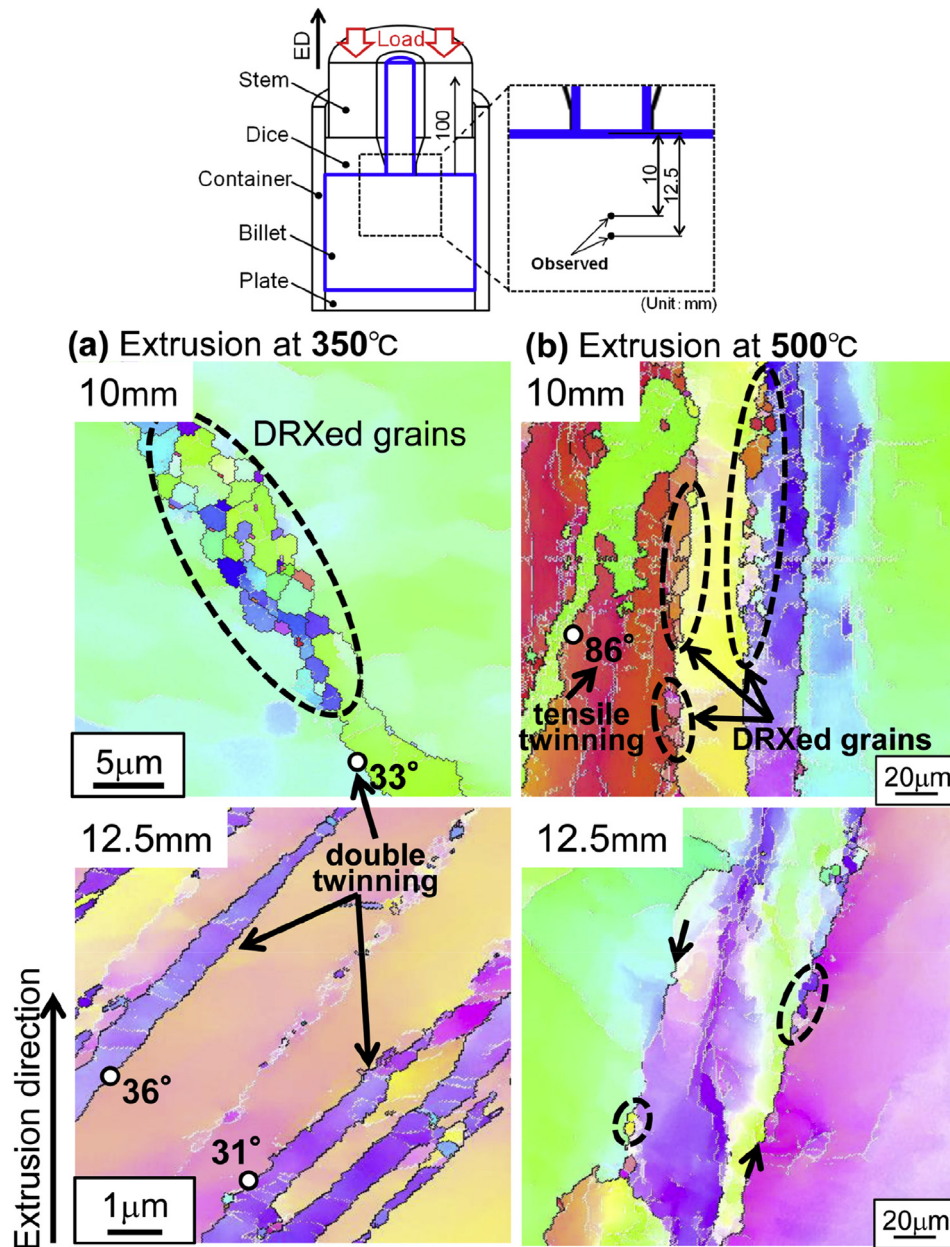 ED
Load
Stem
Dice
Container
Billet
Plate
100
10
12.5
Observed
(Unit: mm)
(a) Extrusion at 350℃
(b) Extrusion at 500℃
10mm
DRXed grains
33°
5μm
10mm
86°
tensile
twinning
DRXed grains
20μm
12.5mm
double
twinning
36°
31°
1μm
Extrusion direction
12.5mm
20μm